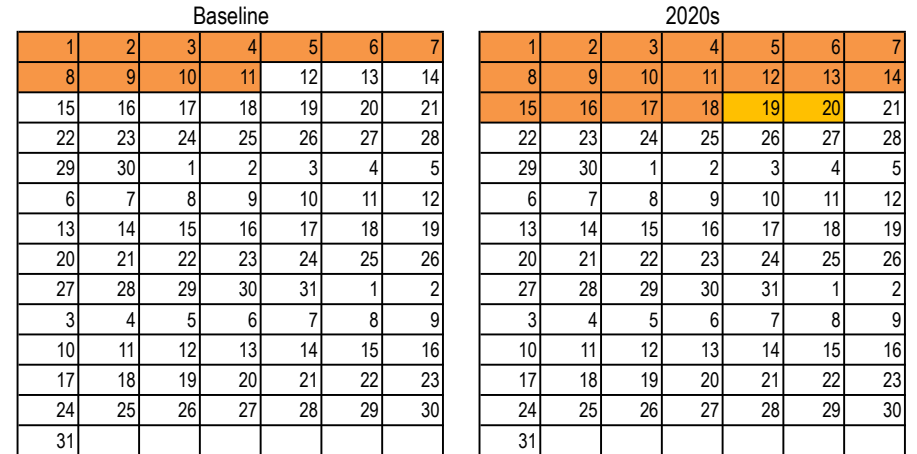 Baseline
1 2 3 4 5 6 7
8 9 10 11 12 13 14
15 16 17 18 19 20 21
22 23 24 25 26 27 28
29 30 1 2 3 4 5
6 7 8 9 10 11 12
13 14 15 16 17 18 19
20 21 22 23 24 25 26
27 28 29 30 31 1 2
3 4 5 6 7 8 9
10 11 12 13 14 15 16
17 18 19 20 21 22 23
24 25 26 27 28 29 30
31
2020s
1 2 3 4 5 6 7
8 9 10 11 12 13 14
15 16 17 18 19 20 21
22 23 24 25 26 27 28
29 30 1 2 3 4 5
6 7 8 9 10 11 12
13 14 15 16 17 18 19
20 21 22 23 24 25 26
27 28 29 30 31 1 2
3 4 5 6 7 8 9
10 11 12 13 14 15 16
17 18 19 20 21 22 23
24 25 26 27 28 29 30
31